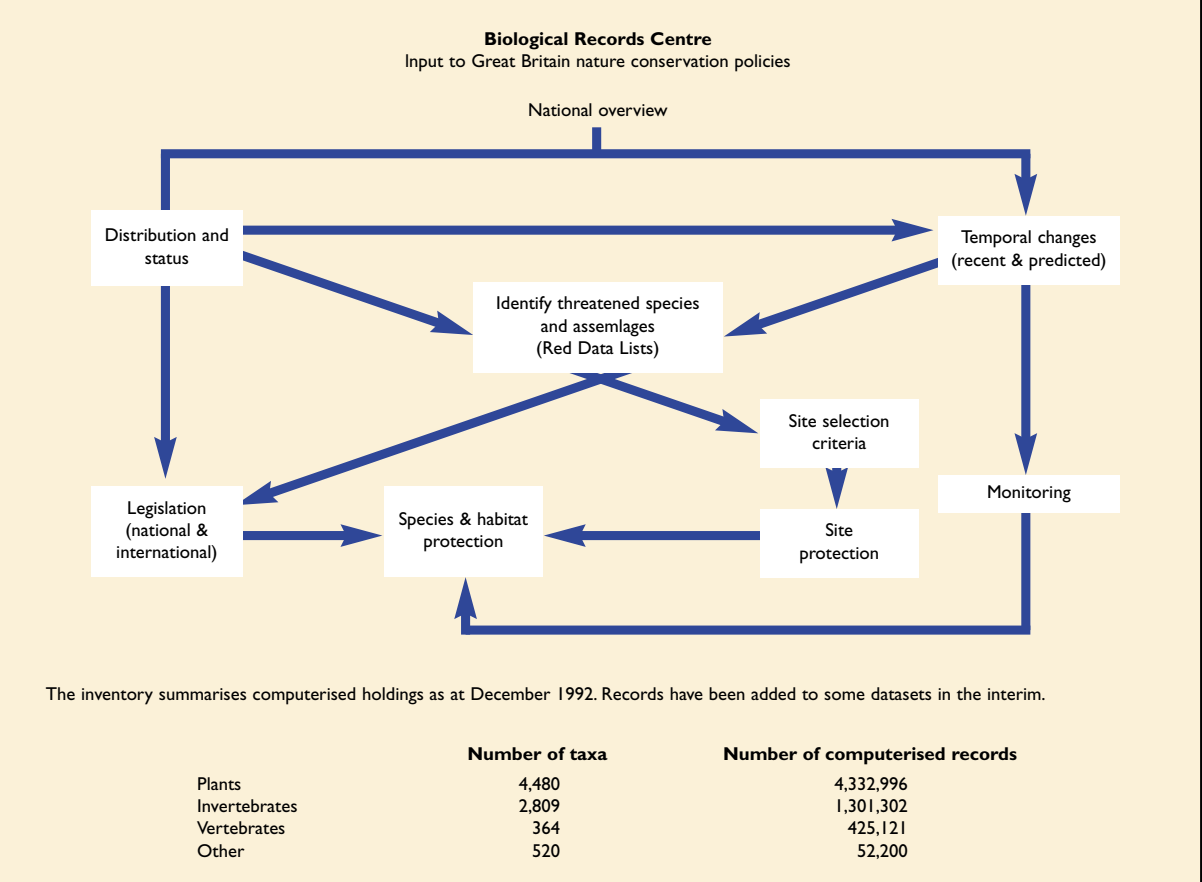 Biological Records Centre
Input to Great Britain nature conservation policies
National overview
Distribution and
status
Temporal changes
(recent & predicted)
Identify threatened species
and assemlages
(Red Data Lists)
Site selection
criteria
Legislation
(national &
international)
Species & habitat
protection
Site
protection
Monitoring
The inventory summarises computerised holdings as at December 1992. Records have been added to some datasets in the interim.
Number of taxa Number of computerised records
Plants 4,480 4,332,996
Invertebrates 2,809 1,301,302
Vertebrates 364 425,121
Other 520 52,200